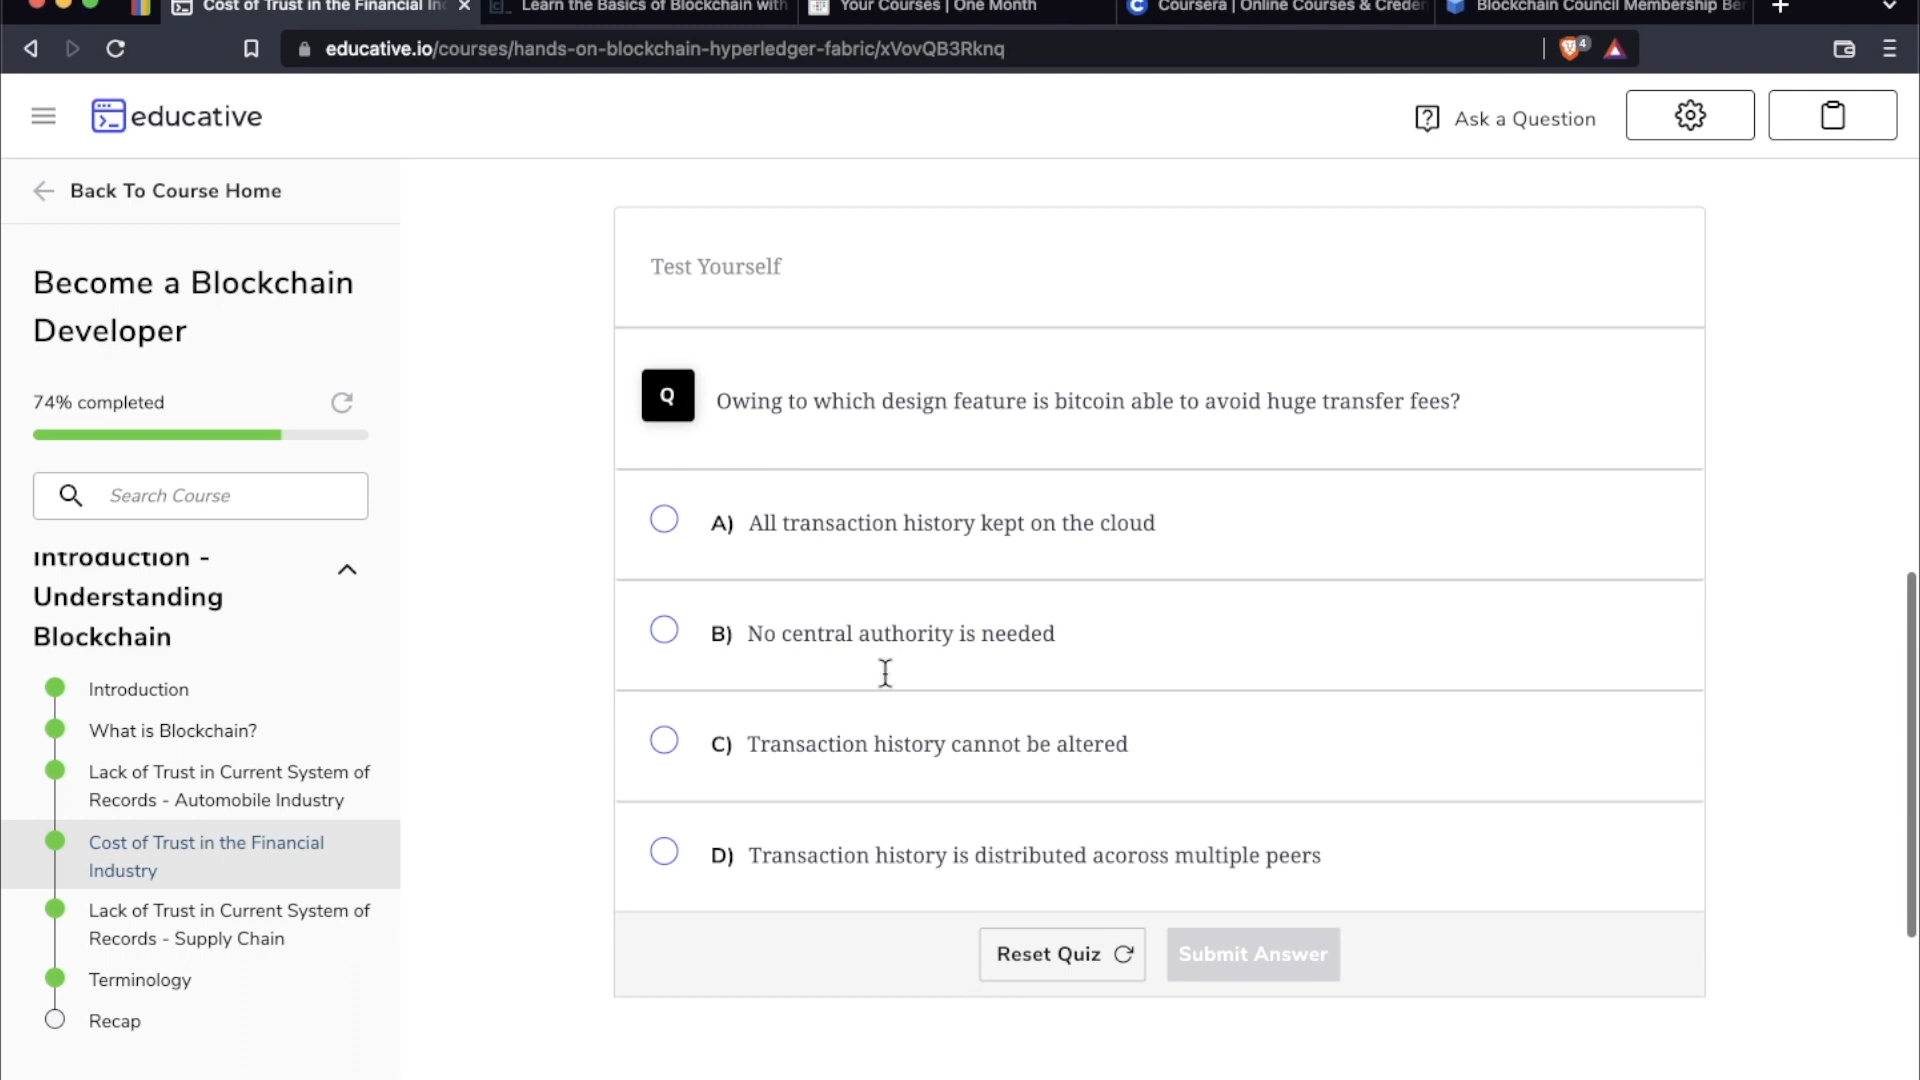 Cost of Trust in the Financial Inc
Learn the Basics of Blockchain with
Your Courses | One Month
Coursera | Online Courses & Creden
Blockchain Council Membership Ber
educative.io/courses/hands-on-blockchain-hyperledger-fabric/xVovQB3Rknq
4
educative
Ask a Question
Back To Course Home
Become a Blockchain
Developer
74% completed
Search Course
Introduction -
Understanding
Blockchain
Introduction
What is Blockchain?
Lack of Trust in Current System of
Records - Automobile Industry
Cost of Trust in the Financial
Industry
Lack of Trust in Current System of
Records - Supply Chain
Terminology
Recap
Test Yourself
Q
Owing to which design feature is bitcoin able to avoid huge transfer fees?
A) All transaction history kept on the cloud
B) No central authority is needed
C) Transaction history cannot be altered
D) Transaction history is distributed acoross multiple peers
Reset Quiz
Submit Answer